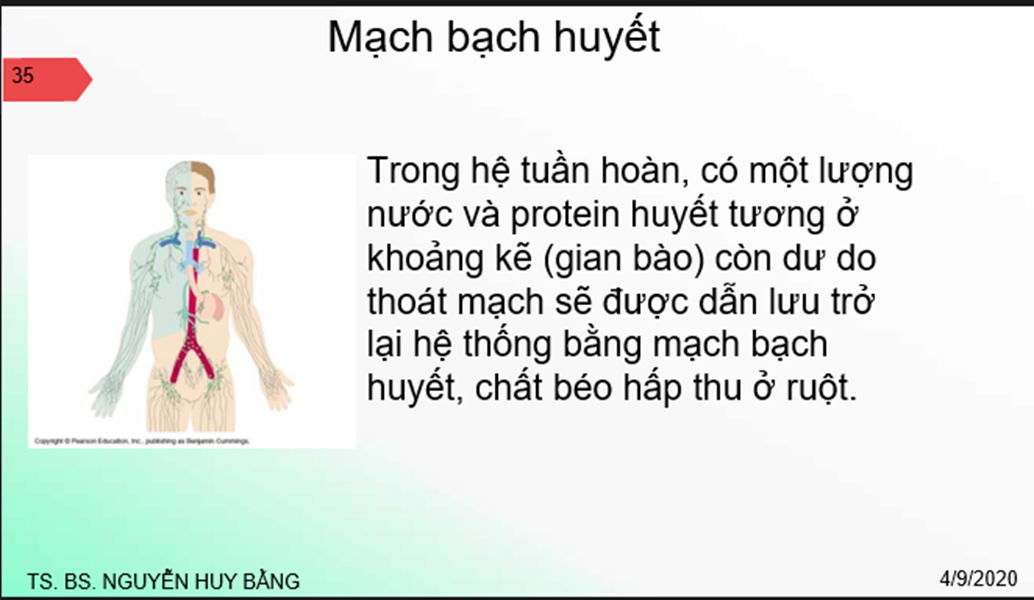 Mạch bạch huyết
35
Trong hệ tuần hoàn, có một lượng
nước và protein huyết tương ở
khoảng kẽ (gian bào) còn dư do
thoát mạch sẽ được dẫn lưu trở
lại hệ thống bằng mạch bạch
huyết, chất béo hấp thu ở ruột.
Copyright © Pearson Education, Inc., publishing as Benjamin Cummings.
TS. BS. NGUYỄN HUY BẰNG
4/9/2020